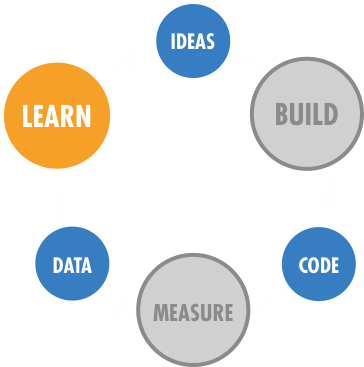 IDEAS
LEARN
BUILD
DATA
CODE
MEASURE